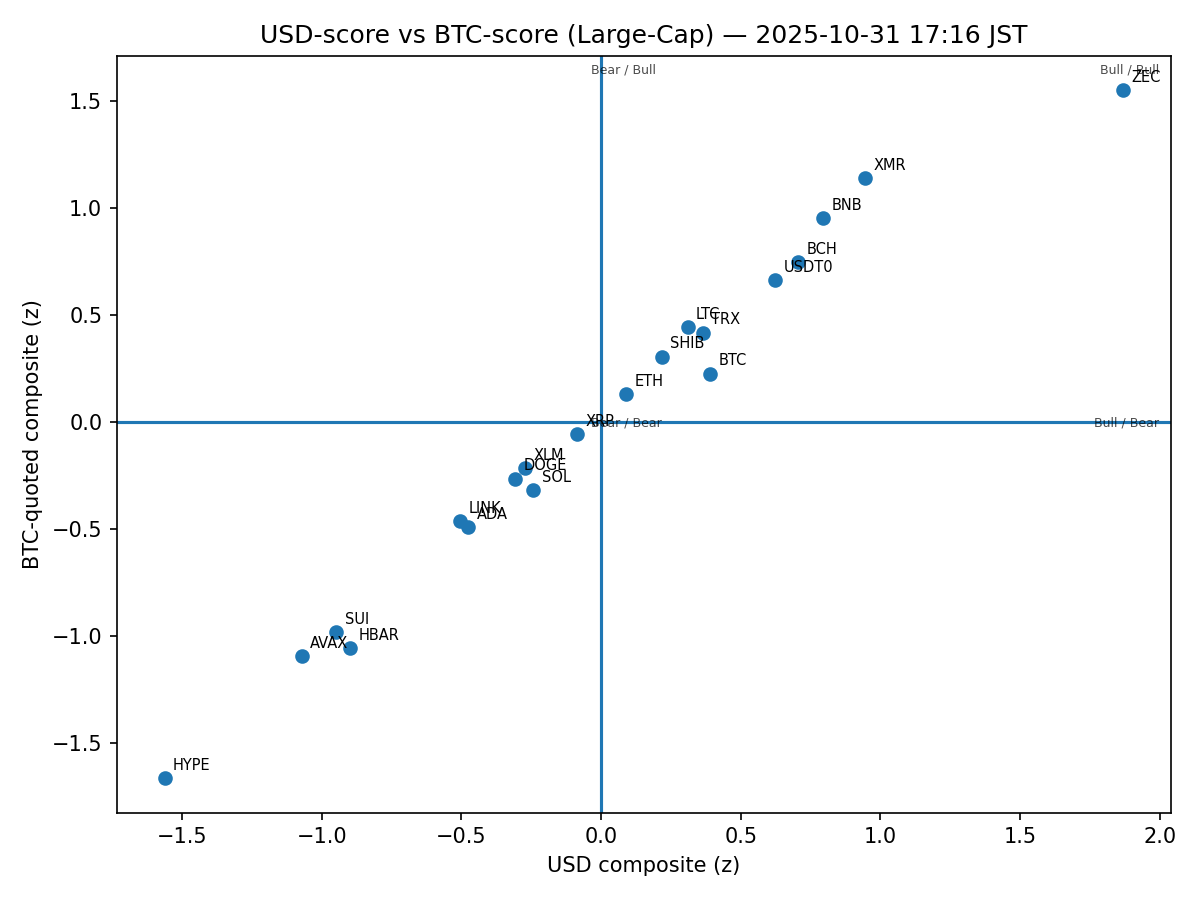 USD-score vs BTC-score (Large-Cap) — 2025-10-31 17:16 JST
Bear / Bull
Bull / Bull
ZEC
XMR
BNB
BCH
USDT0
LTC
TRX
SHIB
BTC
ETH
XRP
Bear / Bear
Bull / Bear
XLM
DOGE
SOL
LINK
ADA
SUI
HBAR
AVAX
HYPE
1.5
1.0
0.5
0.0
−0.5
−1.0
−1.5
BTC-quoted composite (z)
−1.5
−1.0
−0.5
0.0
0.5
1.0
1.5
2.0
USD composite (z)